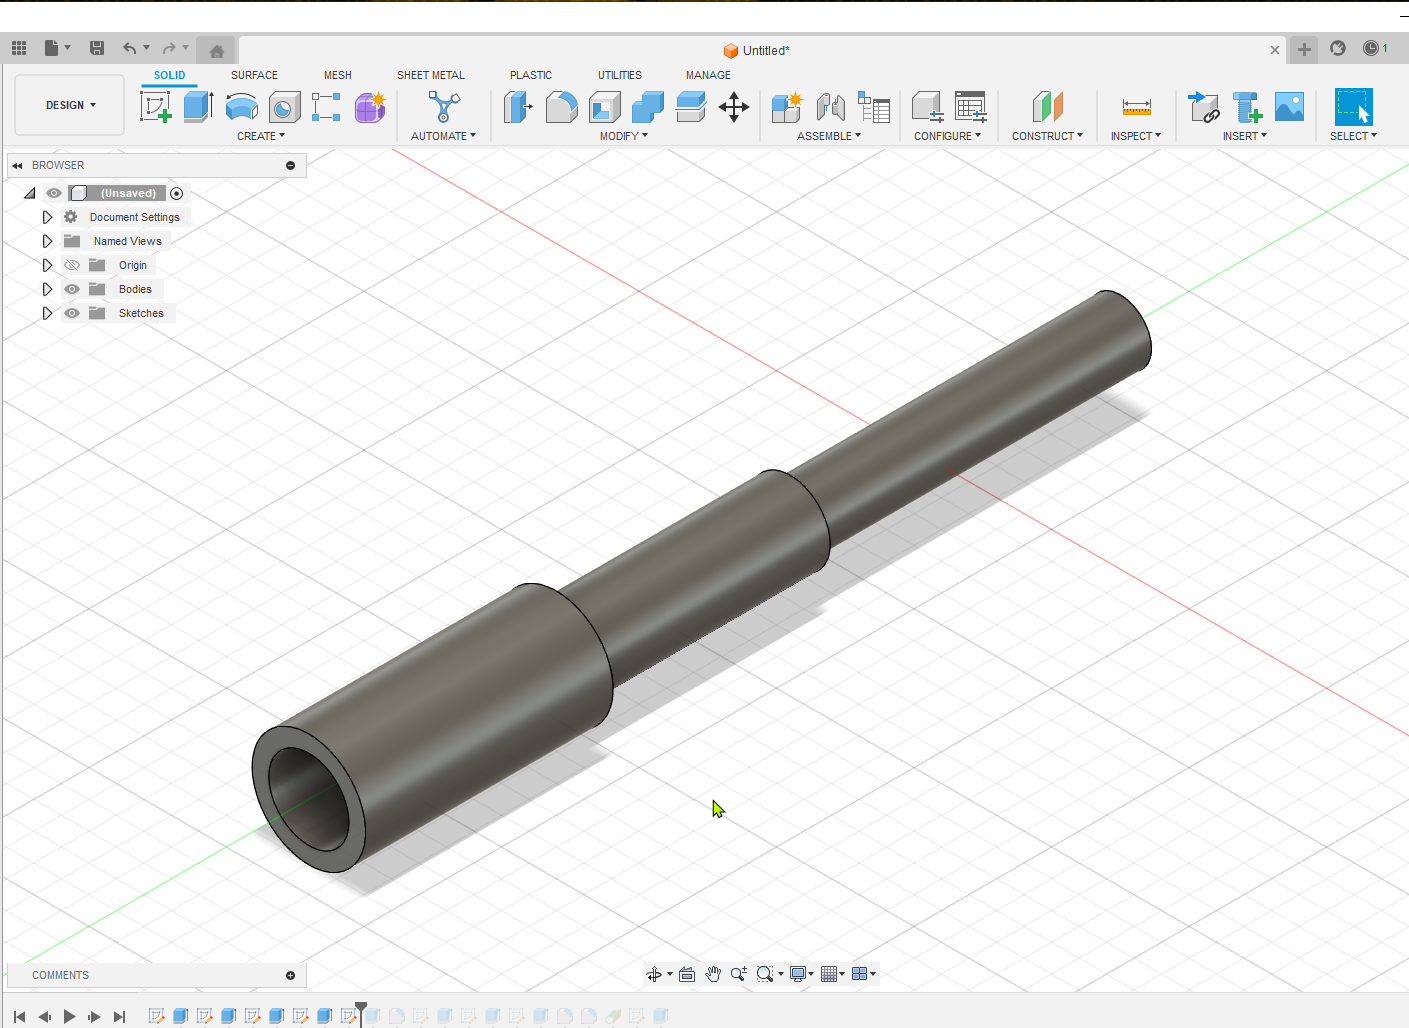 Untitled*
1
DESIGN
SOLID
SURFACE
MESH
SHEET METAL
PLASTIC
UTILITIES
MANAGE
CREATE
AUTOMATE
MODIFY
ASSEMBLE
CONFIGURE
CONSTRUCT
INSPECT
INSERT
SELECT
BROWSER
(Unsaved)
Document Settings
Named Views
Origin
Bodies
Sketches
COMMENTS